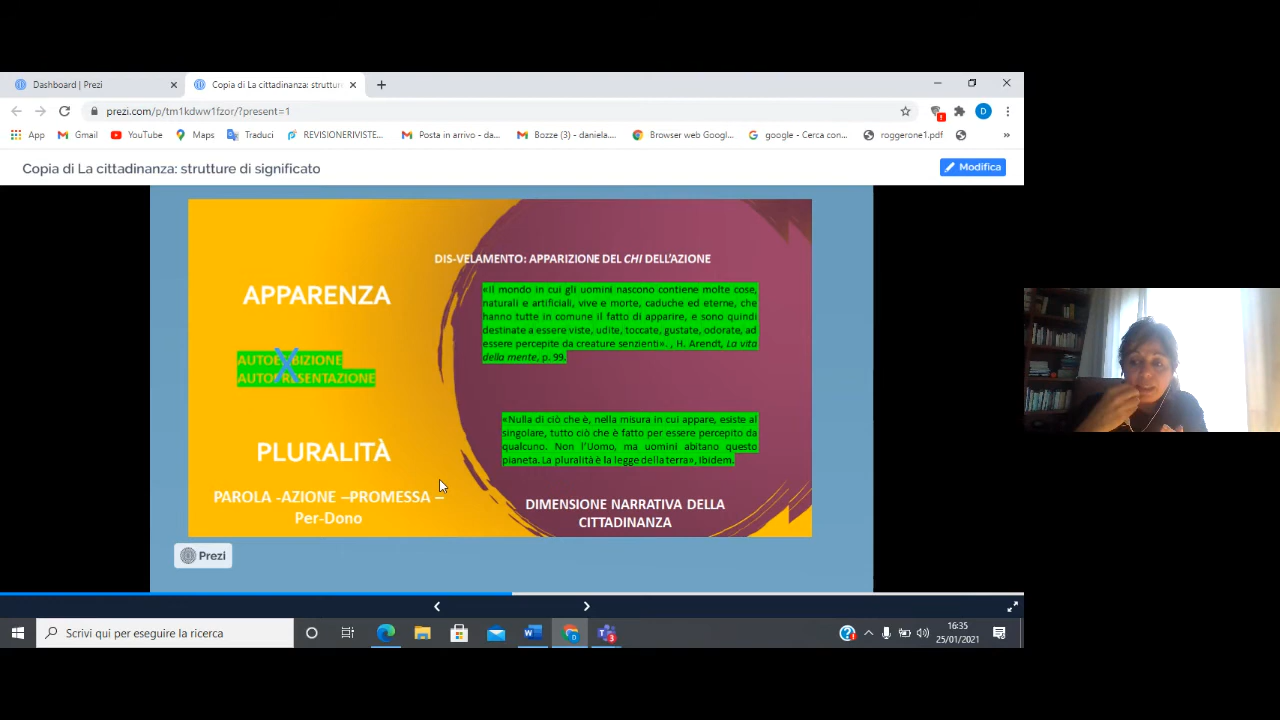 Dashboard | Prezi
Copia di La cittadinanza: struttur
prezi.com/p/tm1kdww1fzor/?present=1
D
App
Gmail
YouTube
Maps
Traduci
REVISIONERIVISTE...
Posta in arrivo - da...
Bozze (3) - daniela....
Browser web Googl...
google - Cerca con...
roggerone1.pdf
»
Copia di La cittadinanza: strutture di significato
Modifica
DIS-VELAMENTO: APPARIZIONE DEL CHI DELL'AZIONE
APPARENZA
«Il mondo in cui gli uomini nascono contiene molte cose,
naturali e artificiali, vive e morte, caduche ed eterne, che
hanno tutte in comune il fatto di apparire, e sono quindi
destinate a essere viste, udite, toccate, gustate, odorate, ad
essere percepite da creature senzienti». , H. Arendt, La vita
della mente, p. 99.
AUTOESIBIZIONE
AUTOPRESENTAZIONE
«Nulla di ciò che è, nella misura in cui appare, esiste al
singolare, tutto ciò che è fatto per essere percepito da
qualcuno. Non l'Uomo, ma uomini abitano questo
pianeta. La pluralità è la legge della terra», ibidem.
PLURALITÀ
PAROLA -AZIONE –PROMESSA –
Per-Dono
DIMENSIONE NARRATIVA DELLA
CITTADINANZA
Prezi
Scrivi qui per eseguire la ricerca
3
16:35
25/01/2021